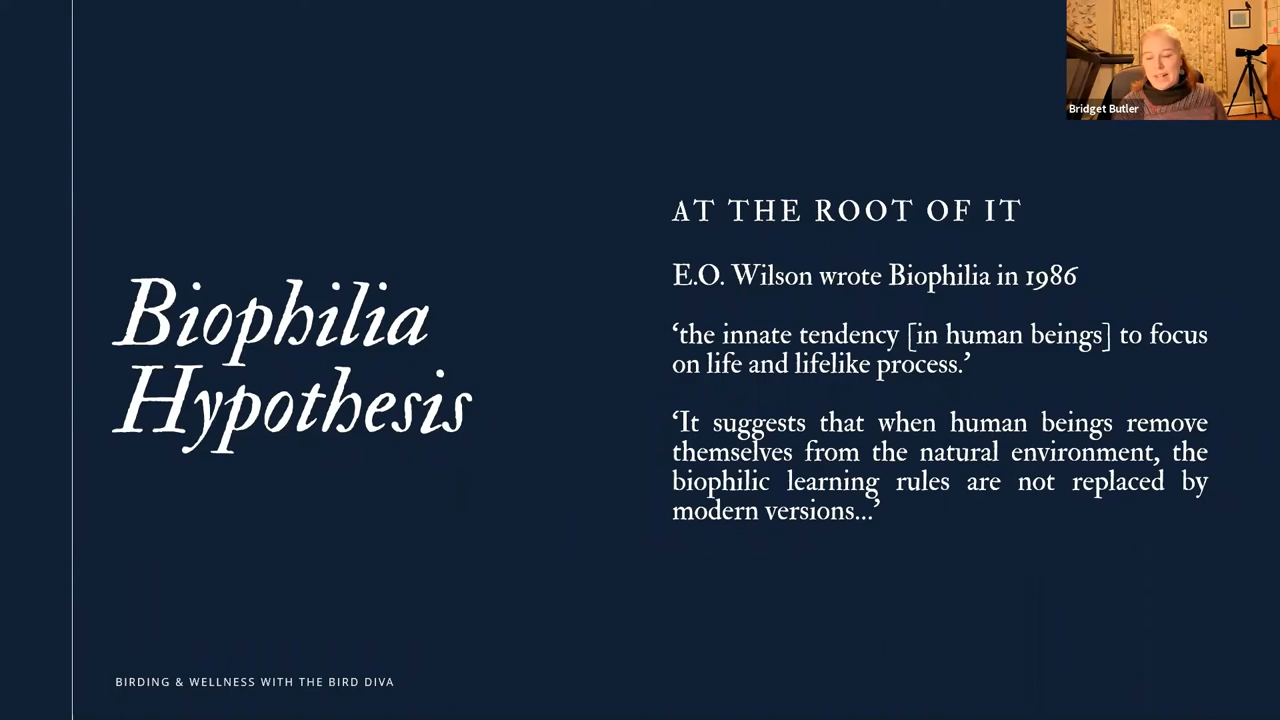 Bridget Butler
AT THE ROOT OF IT
E.O. Wilson wrote Biophilia in 1986
‘the innate tendency [in human beings] to focus
on life and lifelike process.’
‘It suggests that when human beings remove
themselves from the natural environment, the
biophilic learning rules are not replaced by
modern versions...’
Biophilia
Hypothesis
BIRDING & WELLNESS WITH THE BIRD DIVA